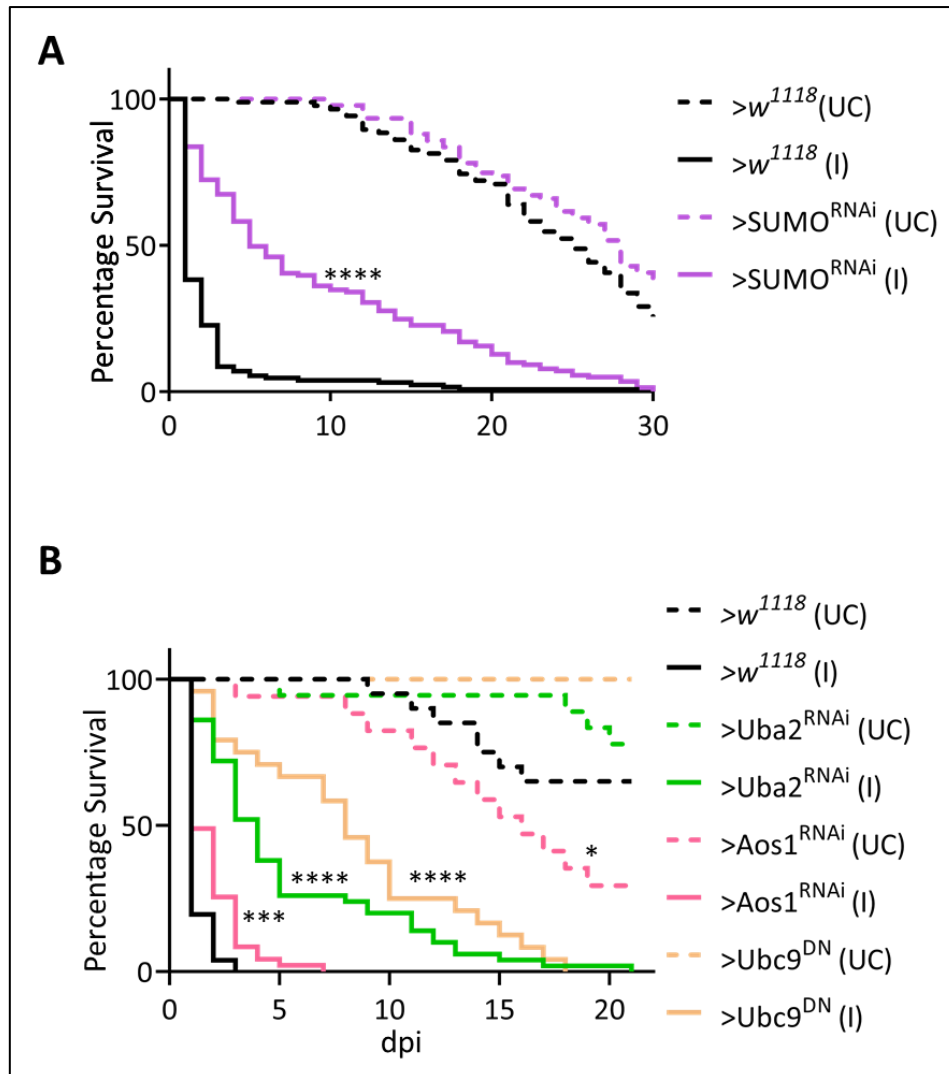 A
Percentage Survival
100
50
0
0 10 20 30
****
>w¹¹¹⁸(UC)
>w¹¹¹⁸ (I)
>SUMOᴿᴺᴬⁱ (UC)
>SUMOᴿᴺᴬⁱ (I)
B
Percentage Survival
100
50
0
0 5 10 15 20
dpi
***
****
****
*
>w¹¹¹⁸ (UC)
>w¹¹¹⁸ (I)
>Uba2ᴿᴺᴬⁱ (UC)
>Uba2ᴿᴺᴬⁱ (I)
>Aos1ᴿᴺᴬⁱ (UC)
>Aos1ᴿᴺᴬⁱ (I)
>Ubc9ᴰᴺ (UC)
>Ubc9ᴰᴺ (I)